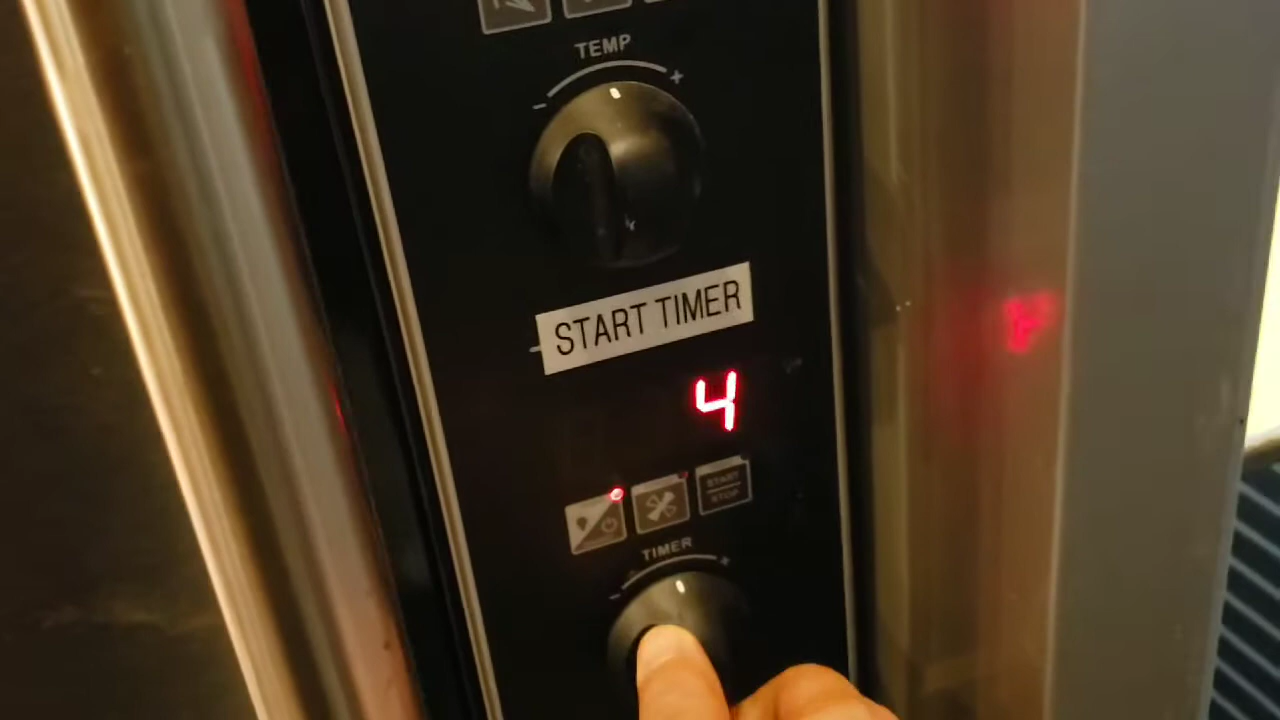 TEMP
- +
START TIMER
4
START
STOP
TIMER
- +